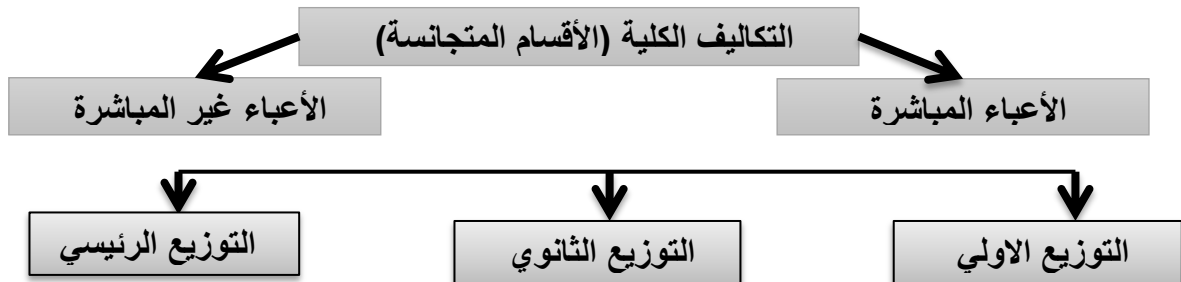 التكاليف الكلية (الأقسام المتجانسة)
الأعباء المباشرة
الأعباء غير المباشرة
التوزيع الاولي
التوزيع الثانوي
التوزيع الرئيسي